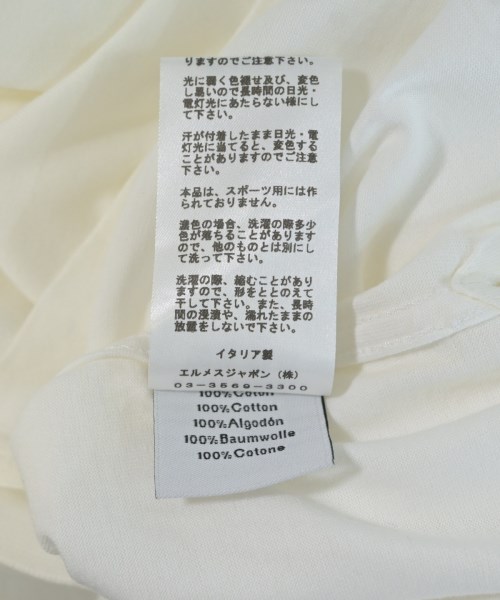 りますのでご注意下さい。
光に弱く色褪せ及び、変色
し易いので長時間の日光・
電灯光にあたらない様にし
て下さい。
汗が付着したまま日光・電
灯光に当てると、変色する
ことがありますのでご注意
下さい。
本品は、スポーツ用には作
られておりません。
濃色の場合、洗濯の際多少
色が落ちることがあります
ので、他のものとは別にし
て洗って下さい。
洗濯の際、縮むことがあり
ますので、形をととのえて
干して下さい。また、長時
間の浸漬や、濡れたままの
放置をしないで下さい。
イタリア製
エルメスジャポン(株)
03-3569-3300
100%Coton
100%Cotton
100%Algodón
100%Baumwolle
100%Cotone